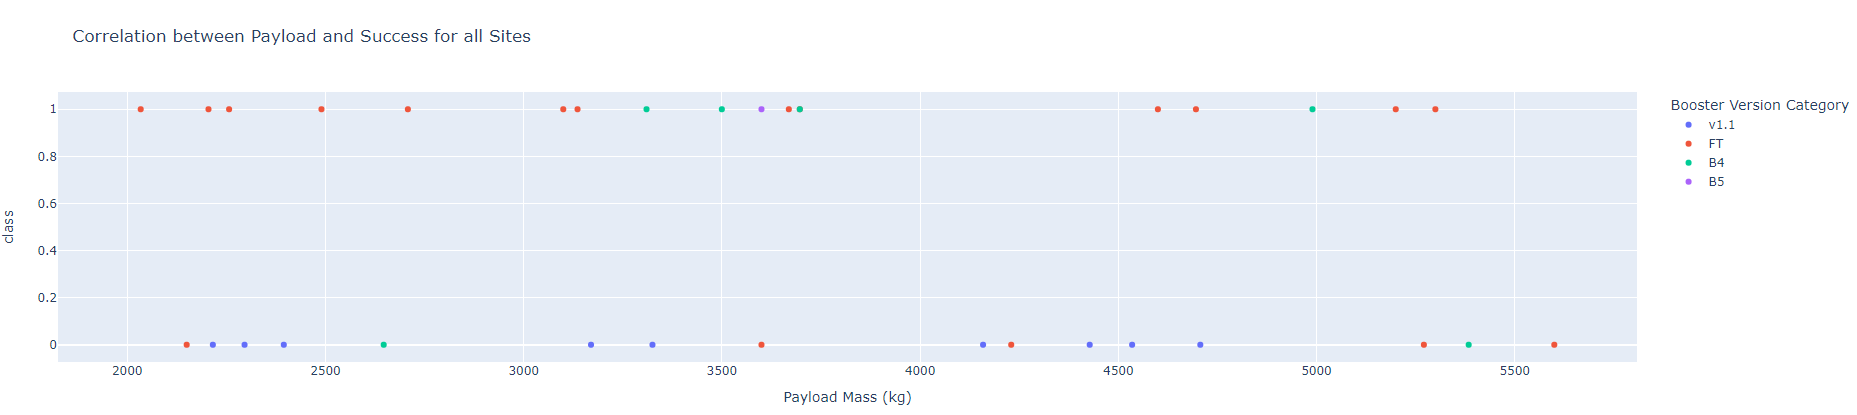 Correlation between Payload and Success for all Sites
1
0.8
0.6
0.4
0.2
0
class
2000 2500 3000 3500 4000 4500 5000 5500
Payload Mass (kg)
Booster Version Category
v1.1
FT
B4
B5